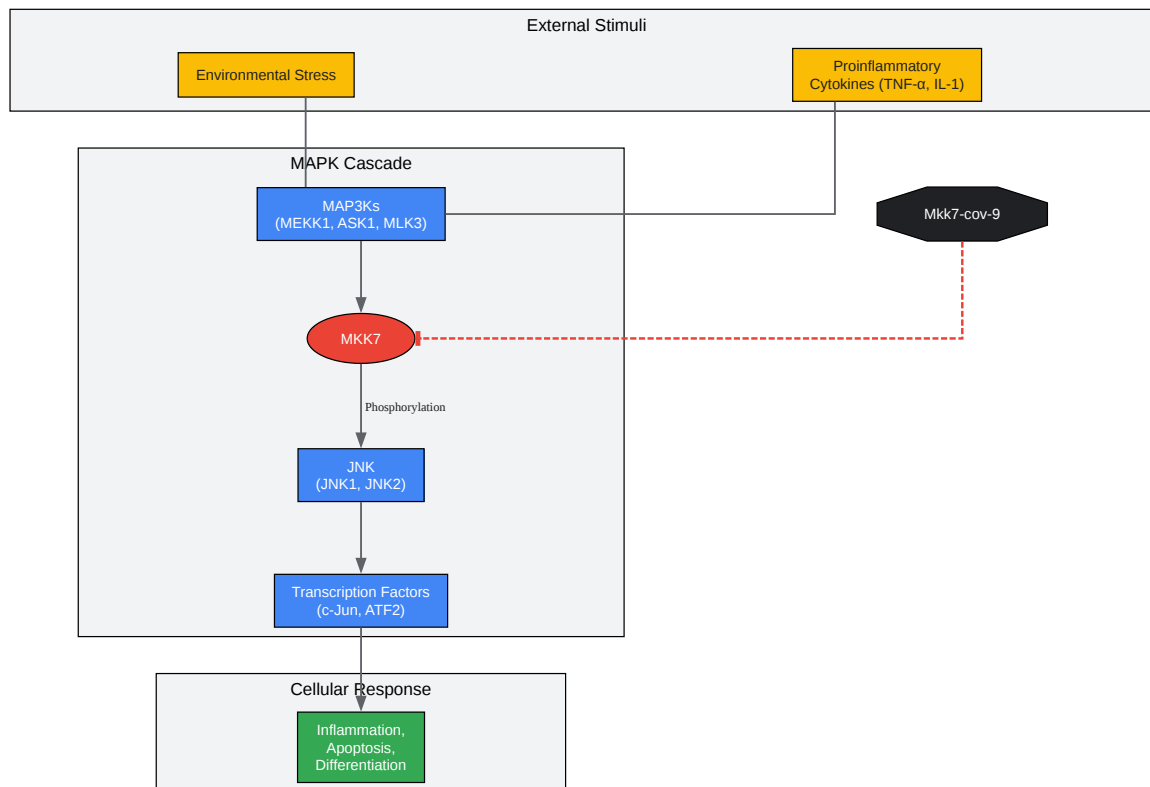 External Stimuli
Environmental Stress
Proinflammatory
Cytokines (TNF-α, IL-1)
MAPK Cascade
MAP3Ks
(MEKK1, ASK1, MLK3)
Mkk7-cov-9
MKK7
Phosphorylation
JNK
(JNK1, JNK2)
Transcription Factors
(c-Jun, ATF2)
Cellular Response
Inflammation,
Apoptosis,
Differentiation